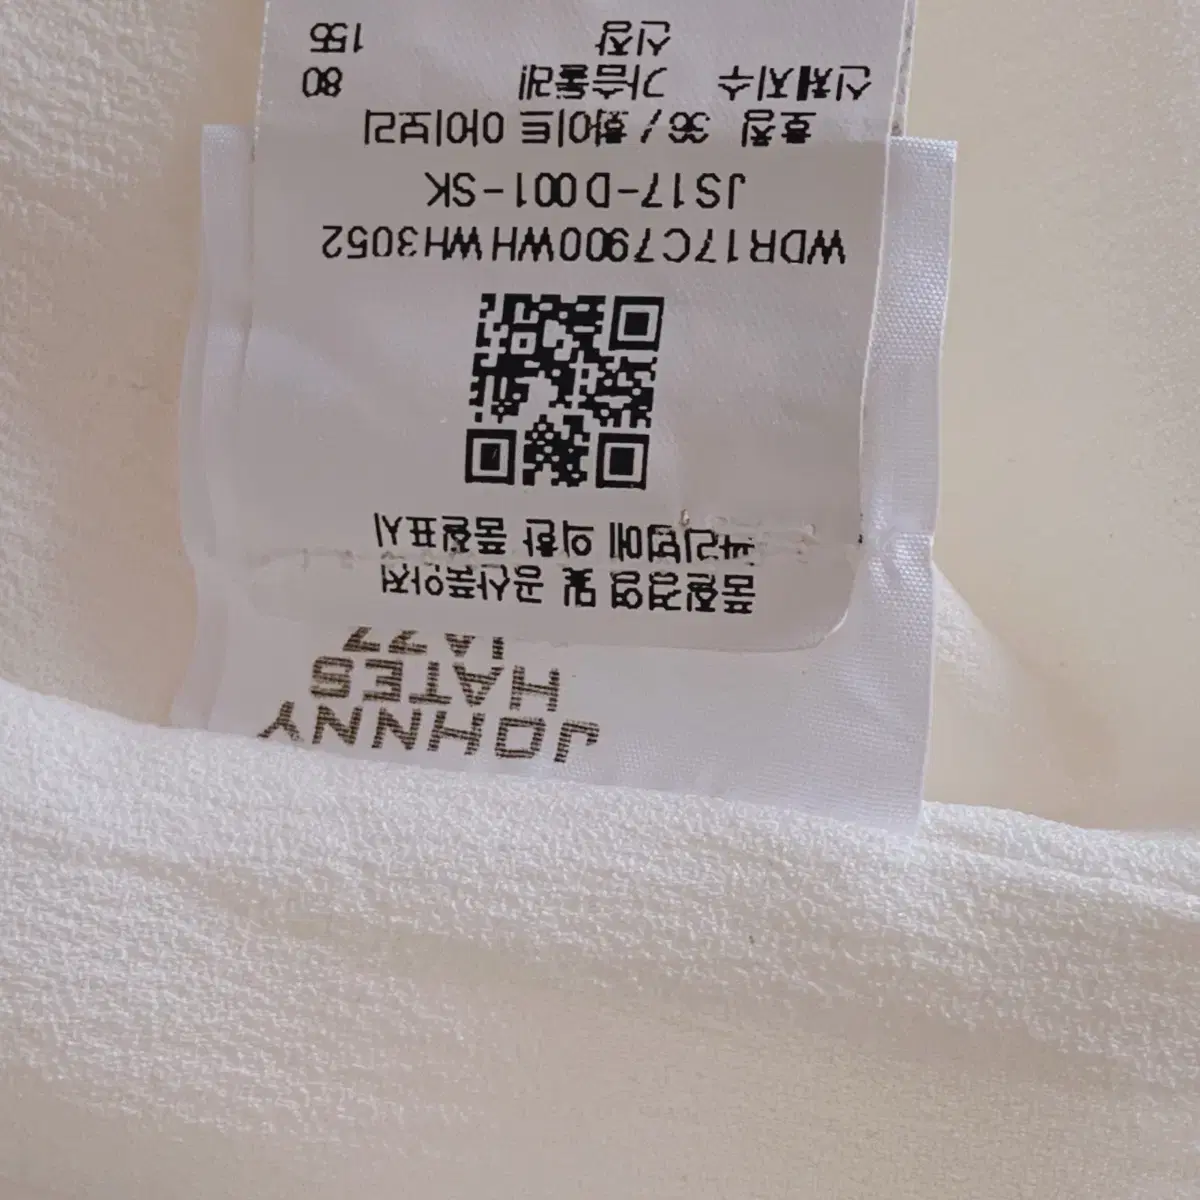 JOHNNY
HATES
JAZZ
품질경영 및 공산품안전
관리법에 의한 품질표시
WDR17C7900WHWH3052
JS17-D001-SK
호칭 36 / 화이트 아이보리
신체치수 가슴둘레 80
신장 155